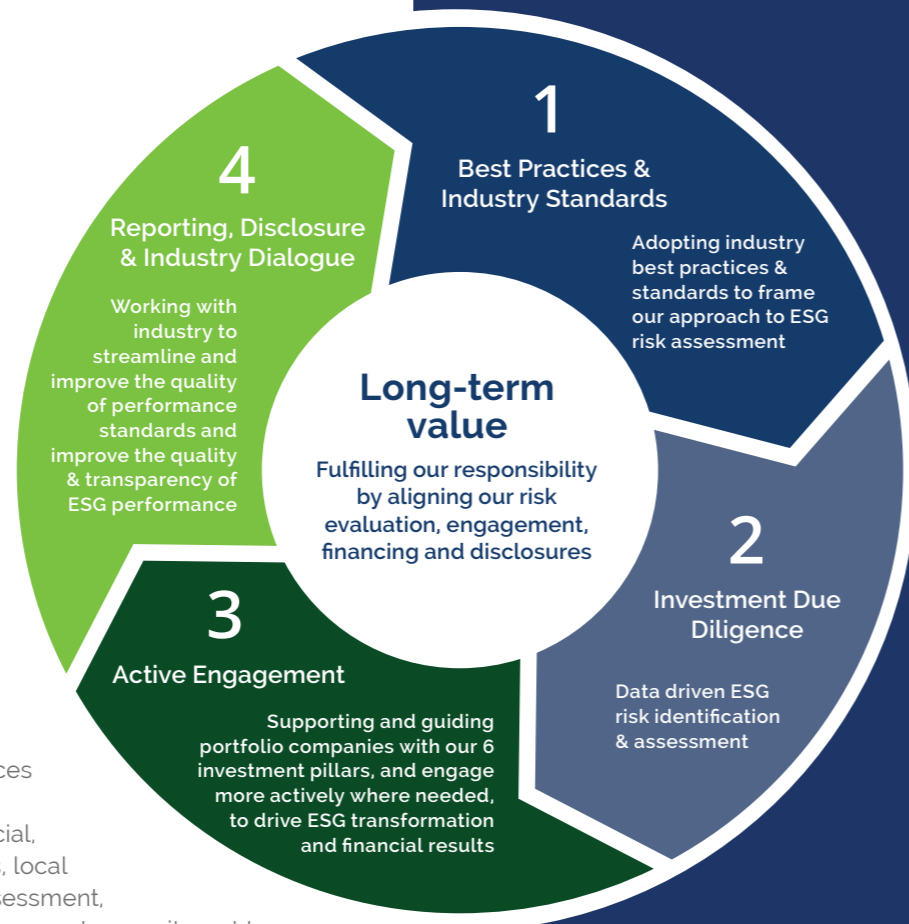 1
Best Practices &
Industry Standards
Adopting industry
best practices &
standards to frame
our approach to ESG
risk assessment
2
Investment Due
Diligence
Data driven ESG
risk identification
& assessment
3
Active Engagement
Supporting and guiding
portfolio companies with our 6
investment pillars, and engage
more actively where needed,
to drive ESG transformation
and financial results
4
Reporting, Disclosure
& Industry Dialogue
Working with
industry to
streamline and
improve the quality
of performance
standards and
improve the quality
& transparency of
ESG performance
Long-term
value
Fulfilling our responsibility
by aligning our risk
evaluation, engagement,
financing and disclosures
local